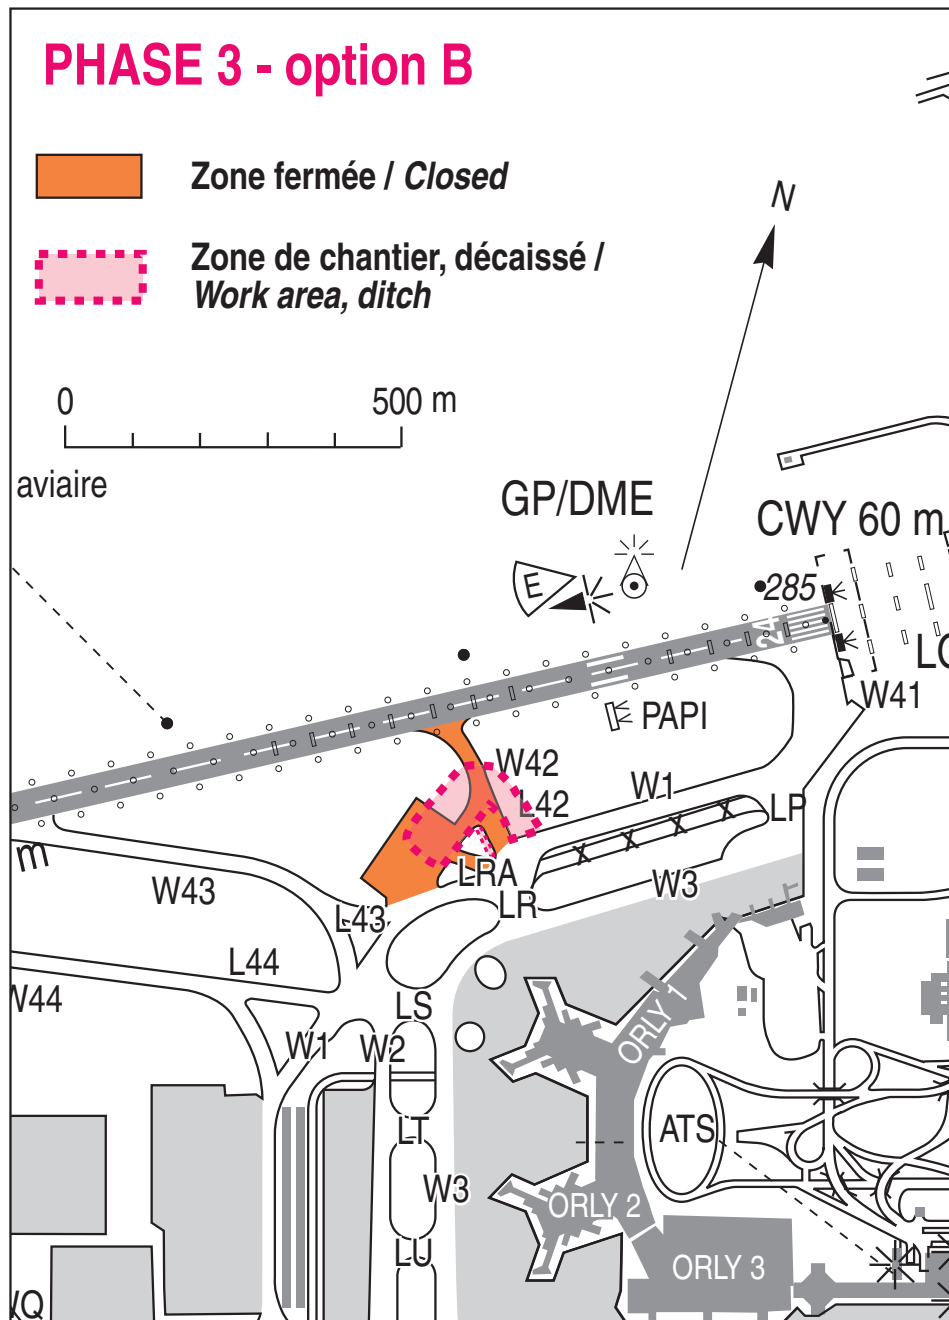 PHASE 3 - option B
Zone fermée / Closed
Zone de chantier, décaissé /
Work area, ditch
N
0 500 m
aviaire
GP/DME
CWY 60 m
E
285
24
W41
PAPI
W42
W1
L42
LP
m
LRA
W43
W3
LR
L43
L44
W44
LS
ORLY 1
W1
W2
LT
ATS
W3
ORLY 2
LU
ORLY 3
X X X X